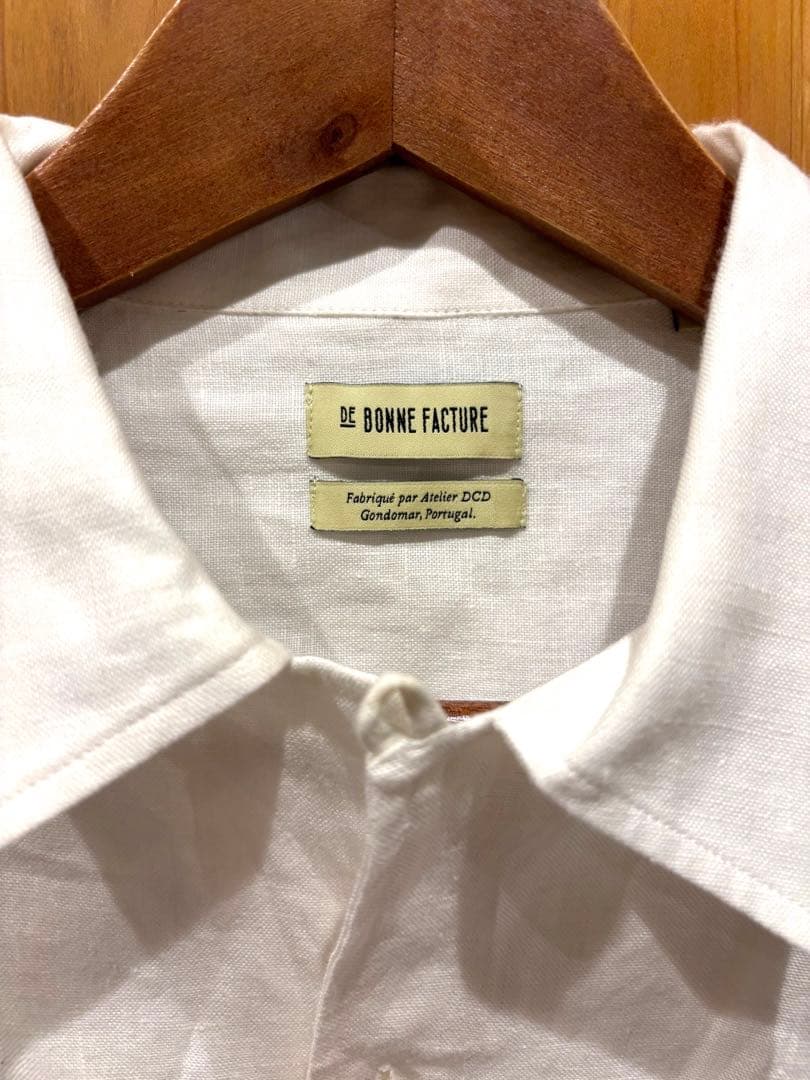 DE BONNE FACTURE
Fabriqué par Atelier DCD
Gondomar, Portugal.